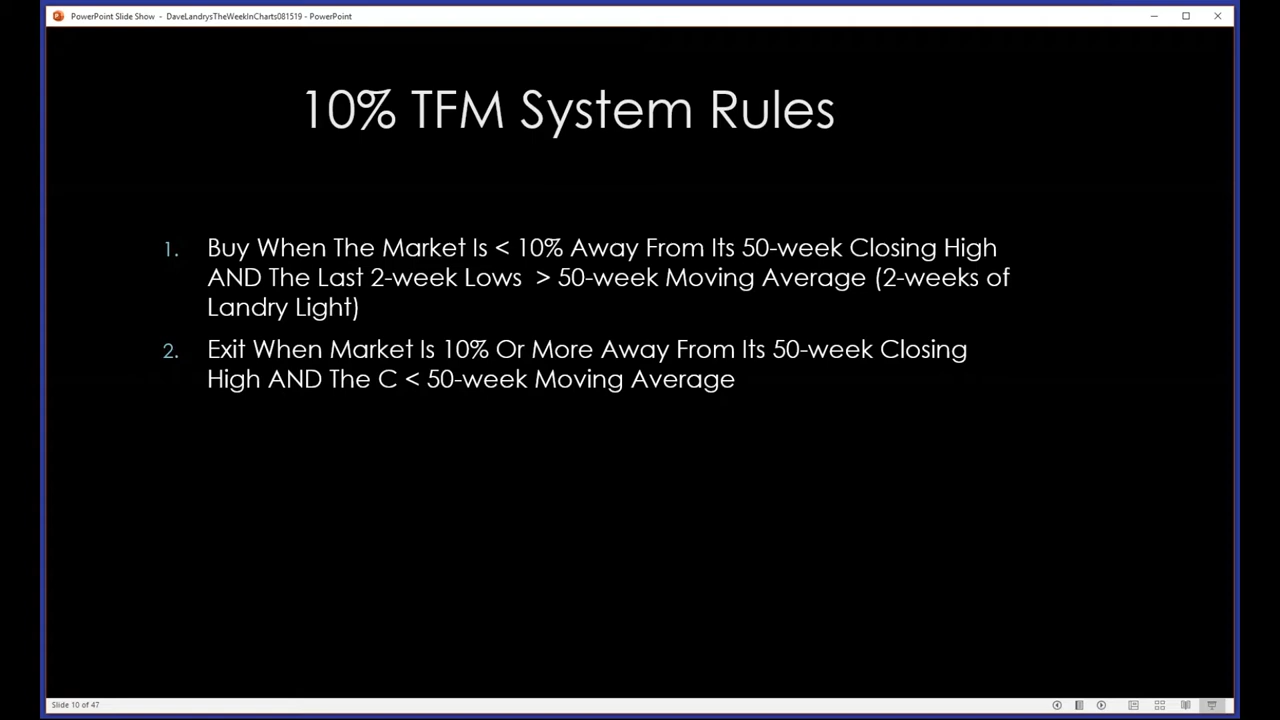 PowerPoint Slide Show - DaveLandrysTheWeekInCharts081519 - PowerPoint
10% TFM System Rules
1. Buy When The Market Is < 10% Away From Its 50-week Closing High
AND The Last 2-week Lows > 50-week Moving Average (2-weeks of
Landry Light)
2. Exit When Market Is 10% Or More Away From Its 50-week Closing
High AND The C < 50-week Moving Average
Slide 10 of 47